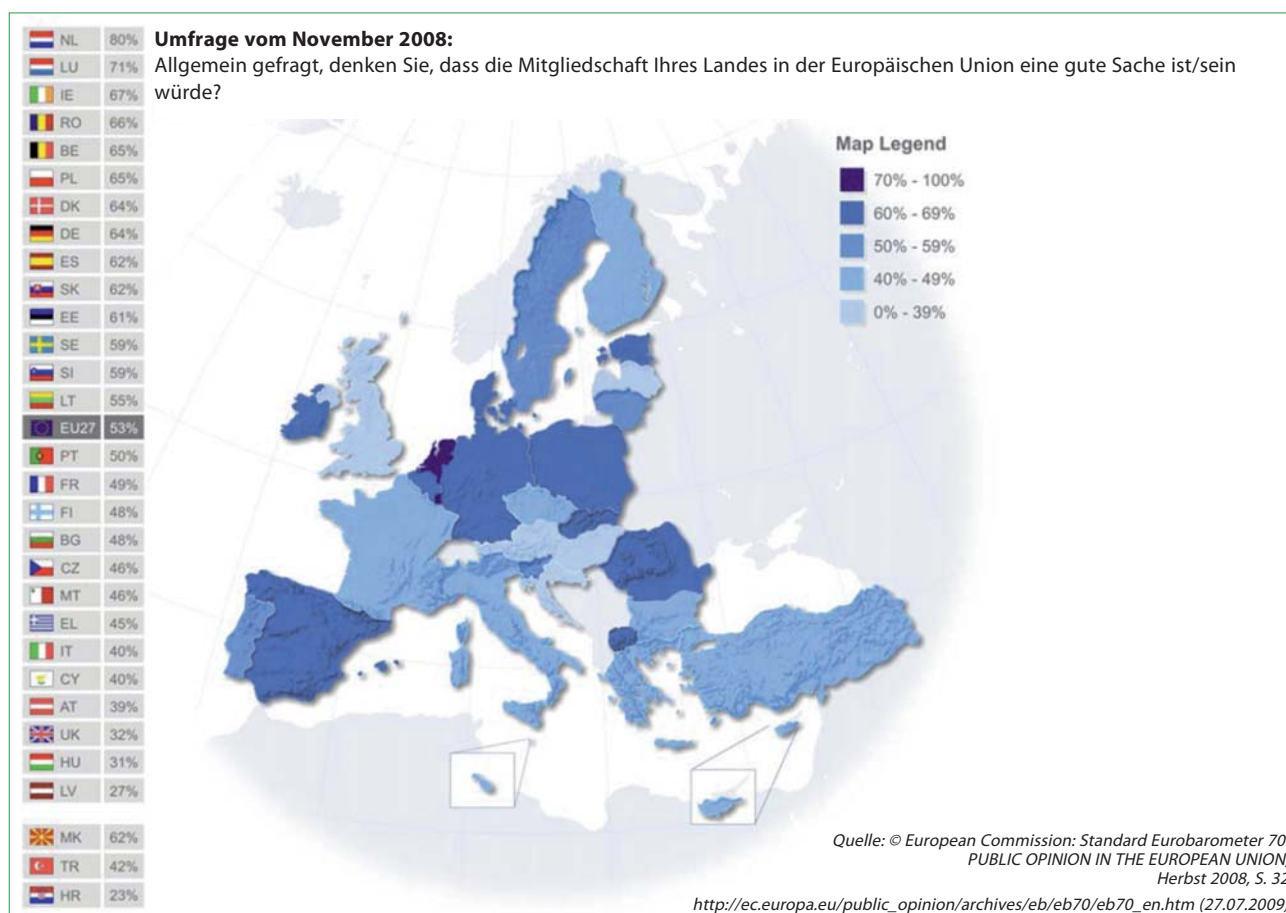 Umfrage vom November 2008:
Allgemein gefragt, denken Sie, dass die Mitgliedschaft Ihres Landes in der Europäischen Union eine gute Sache ist/sein
würde?
NL 80%
LU 71%
IE 67%
RO 66%
BE 65%
PL 65%
DK 64%
DE 64%
ES 62%
SK 62%
EE 61%
SE 59%
SI 59%
LT 55%
EU27 53%
PT 50%
FR 49%
FI 48%
BG 48%
CZ 46%
MT 46%
EL 45%
IT 40%
CY 40%
AT 39%
UK 32%
HU 31%
LV 27%
MK 62%
TR 42%
HR 23%
Map Legend
70% - 100%
60% - 69%
50% - 59%
40% - 49%
0% - 39%
Quelle: © European Commission: Standard Eurobarometer 70
PUBLIC OPINION IN THE EUROPEAN UNION,
Herbst 2008, S. 32
http://ec.europa.eu/public_opinion/archives/eb/eb70/eb70_en.htm (27.07.2009)